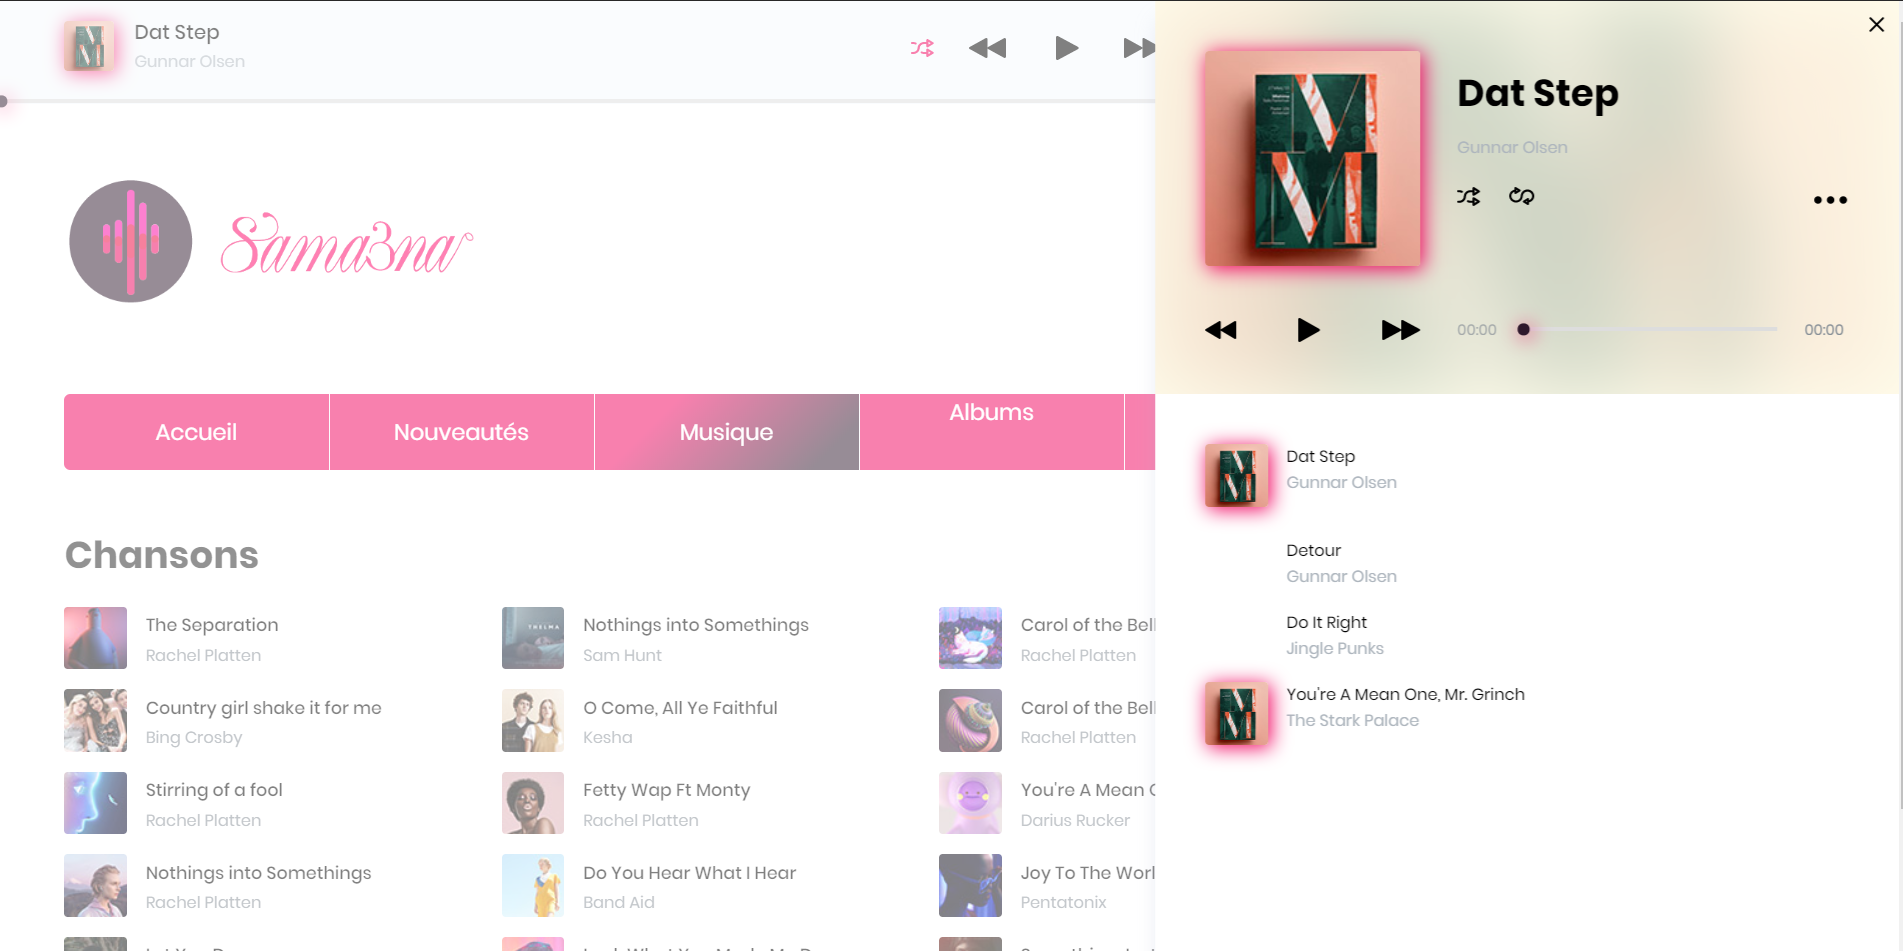 Dat Step
Gunnar Olsen
Sama3na
Accueil
Nouveautés
Musique
Albums
Chansons
The Separation
Rachel Platten
Nothings into Somethings
Sam Hunt
Carol of the Bell
Rachel Platten
Country girl shake it for me
Bing Crosby
O Come, All Ye Faithful
Kesha
Carol of the Bell
Rachel Platten
Stirring of a fool
Rachel Platten
Fetty Wap Ft Monty
Rachel Platten
You're A Mean
Darius Rucker
Nothings into Somethings
Rachel Platten
Do You Hear What I Hear
Band Aid
Joy To The Worl
Pentatonix
Dat Step
Gunnar Olsen
00:00
00:00
Dat Step
Gunnar Olsen
Detour
Gunnar Olsen
Do It Right
Jingle Punks
You're A Mean One, Mr. Grinch
The Stark Palace